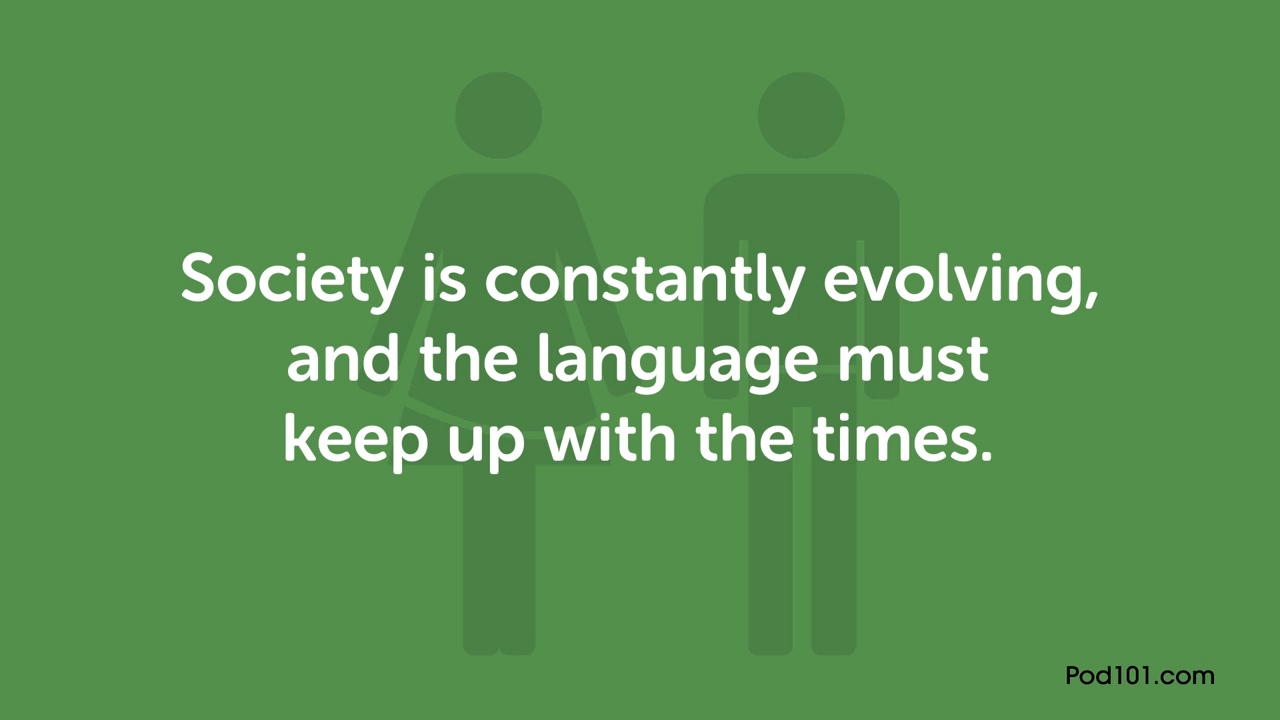 Society is constantly evolving,
and the language must
keep up with the times.
Pod101.com